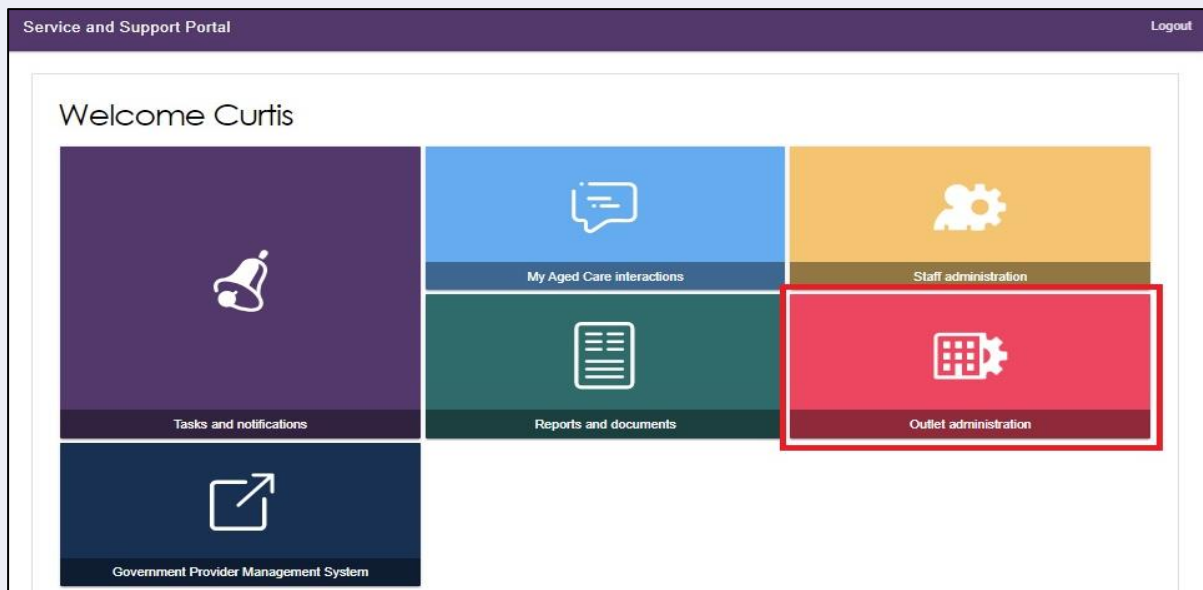 Service and Support Portal
Logout
Welcome Curtis
My Aged Care interactions
Staff administration
Tasks and notifications
Reports and documents
Outlet administration
Government Provider Management System